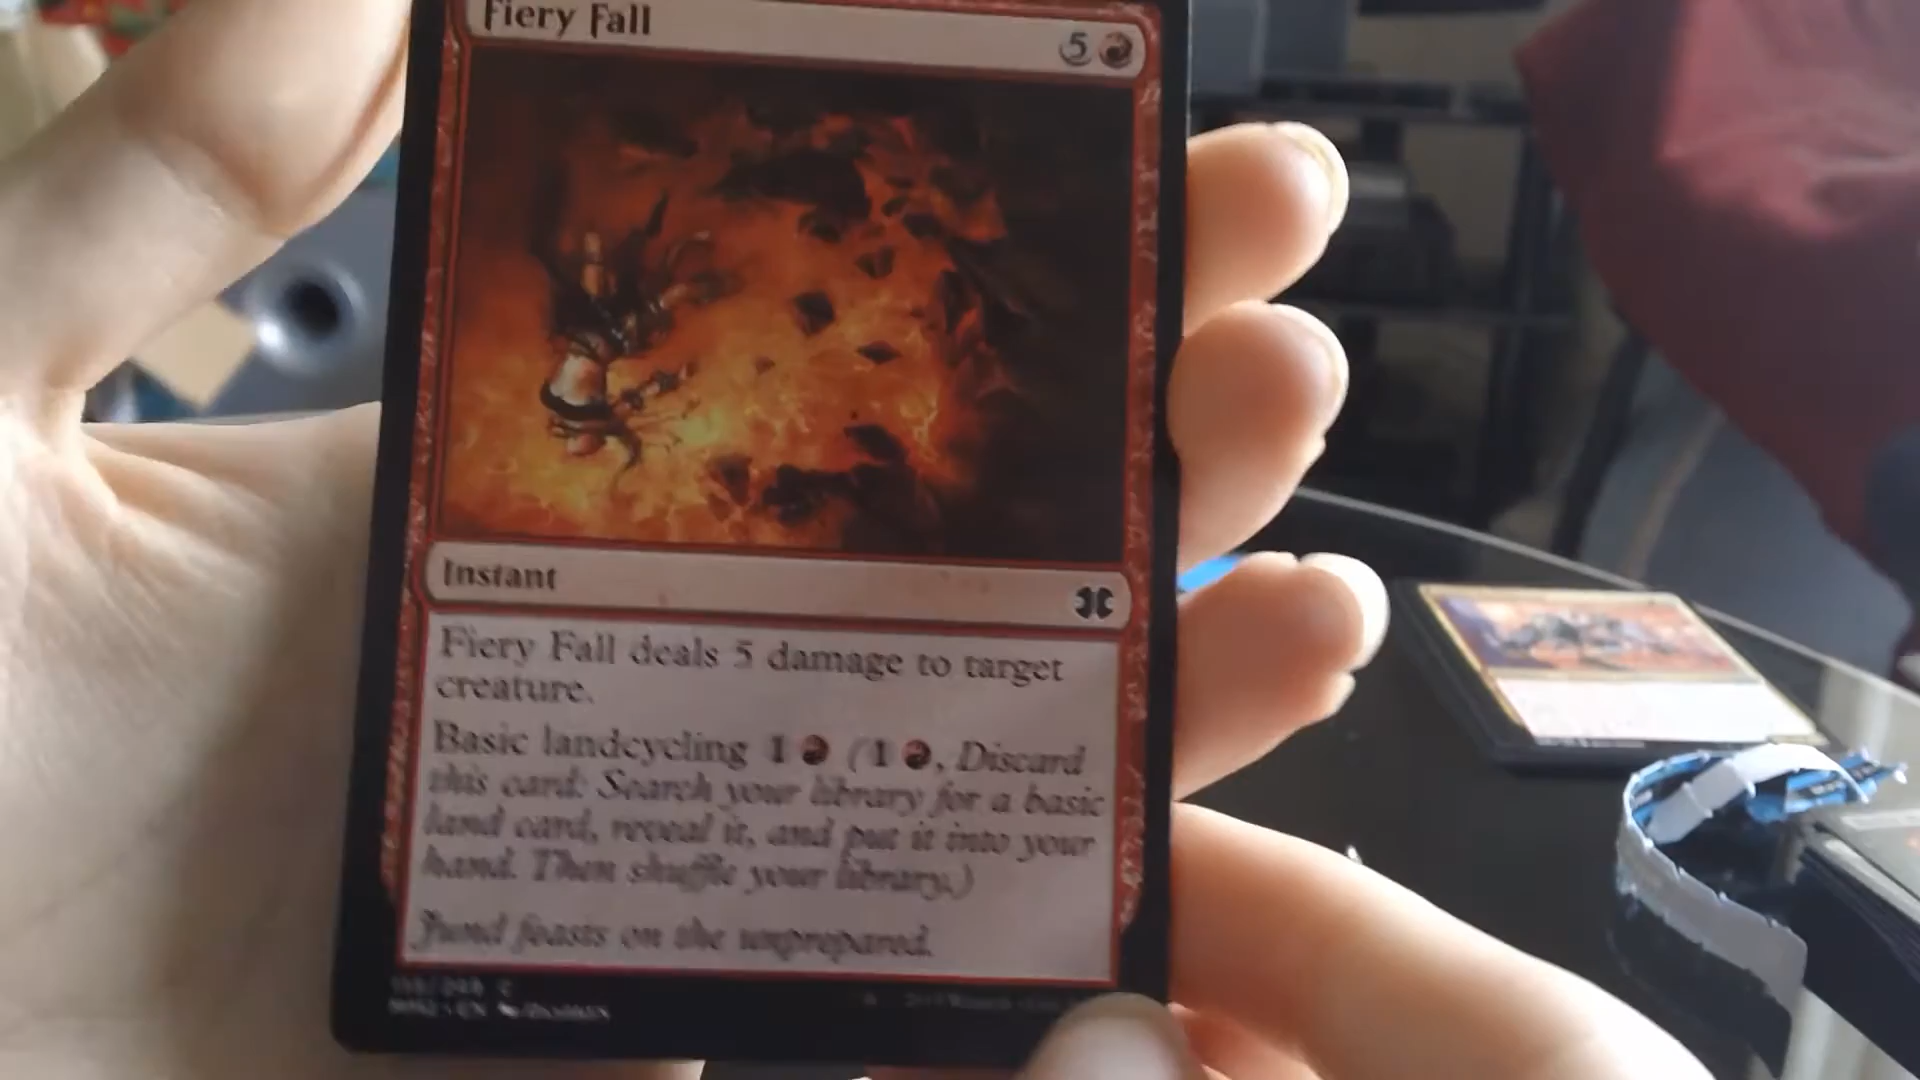 Fiery Fall
5
Instant
Fiery Fall deals 5 damage to target
creature.
Basic landcycling 1 (1 , Discard
this card: Search your library for a basic
land card, reveal it, and put it into your
hand. Then shuffle your library.)
Jund feasts on the unprepared.